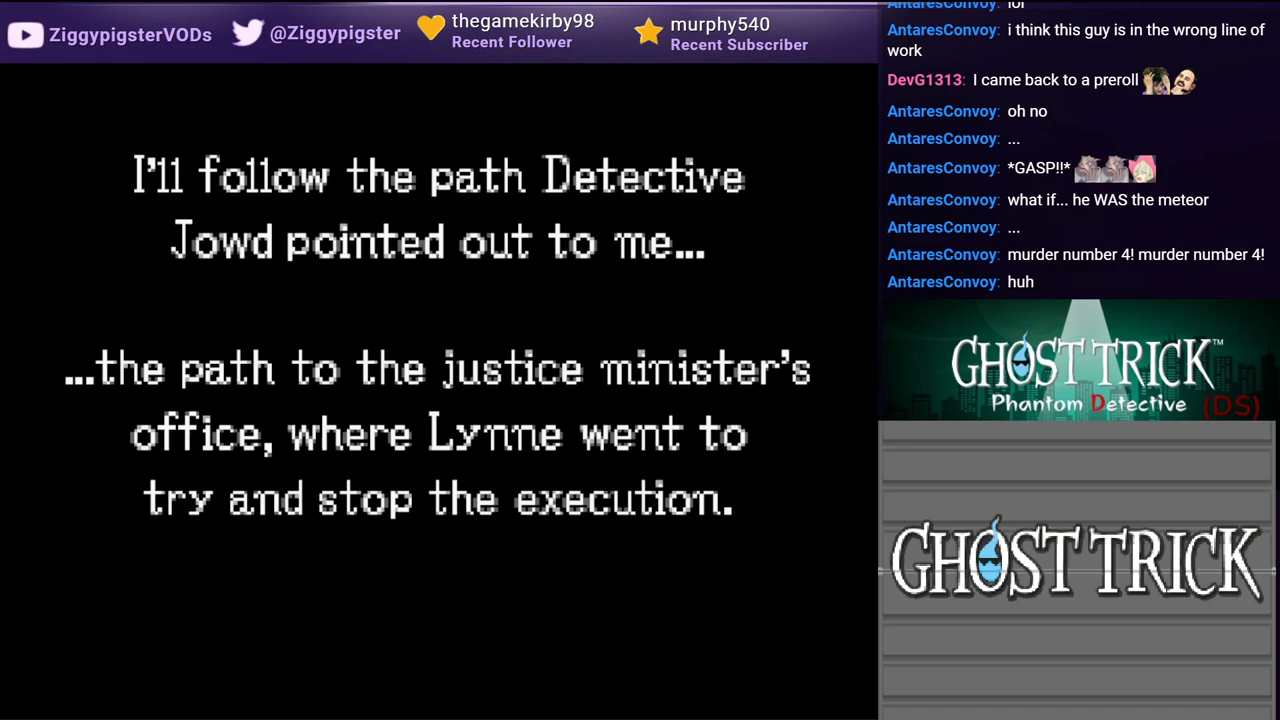 ZiggypigsterVODs
@Ziggypigster
thegamekirby98
Recent Follower
murphy540
Recent Subscriber
I'll follow the path Detective
Jowd pointed out to me...
...the path to the justice minister's
office, where Lynne went to
try and stop the execution.
lol
AntaresConvoy: i think this guy is in the wrong line of
work
DevG1313: I came back to a preroll
AntaresConvoy: oh no
AntaresConvoy: ...
AntaresConvoy: *GASP!!*
AntaresConvoy: what if... he WAS the meteor
AntaresConvoy: ...
AntaresConvoy: murder number 4! murder number 4!
AntaresConvoy: huh
GHOST TRICK™
Phantom Detective (DS)
GHOST TRICK